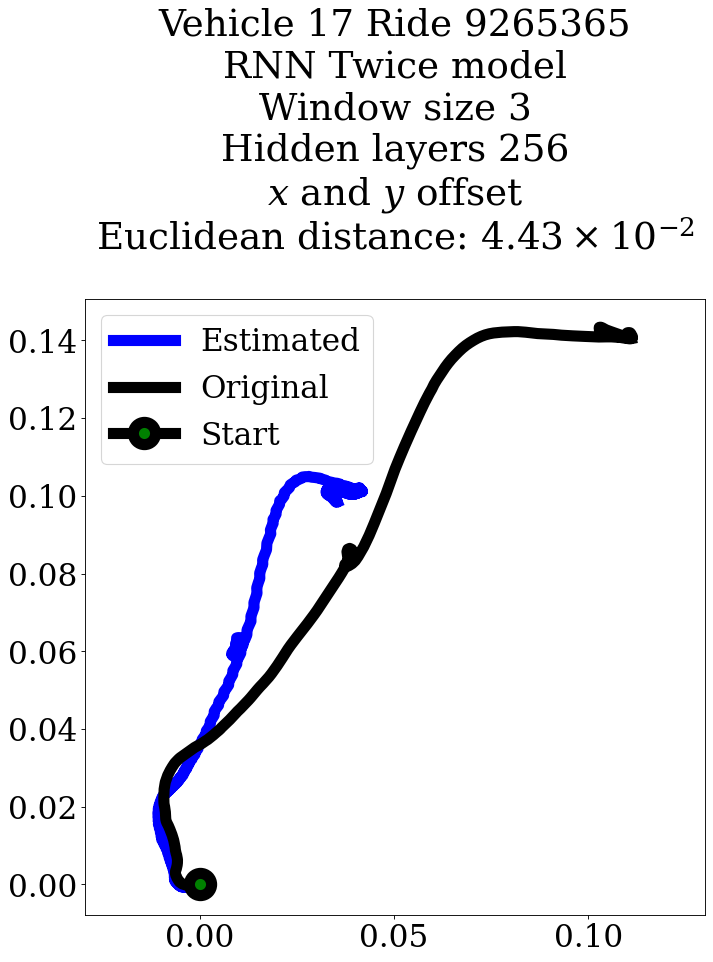 Vehicle 17 Ride 9265365
RNN Twice model
Window size 3
Hidden layers 256
x and y offset
Euclidean distance: 4.43 × 10⁻²
Estimated
Original
Start
0.14
0.12
0.10
0.08
0.06
0.04
0.02
0.00
0.00 0.05 0.10